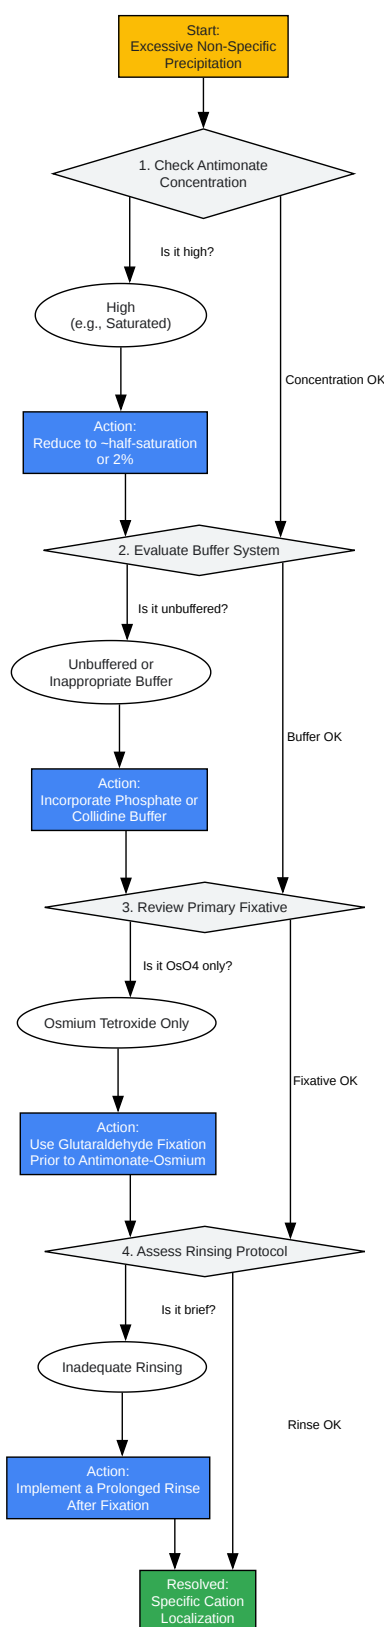 Start:
Excessive Non-Specific
Precipitation
1. Check Antimonate
Concentration
Is it high?
High
(e.g., Saturated)
Concentration OK
Action:
Reduce to ~half-saturation
or 2%
2. Evaluate Buffer System
Is it unbuffered?
Unbuffered or
Inappropriate Buffer
Buffer OK
Action:
Incorporate Phosphate or
Collidine Buffer
3. Review Primary Fixative
Is it OsO4 only?
Osmium Tetroxide Only
Fixative OK
Action:
Use Glutaraldehyde Fixation
Prior to Antimonate-Osmium
4. Assess Rinsing Protocol
Is it brief?
Inadequate Rinsing
Rinse OK
Action:
Implement a Prolonged Rinse
After Fixation
Resolved:
Specific Cation
Localization